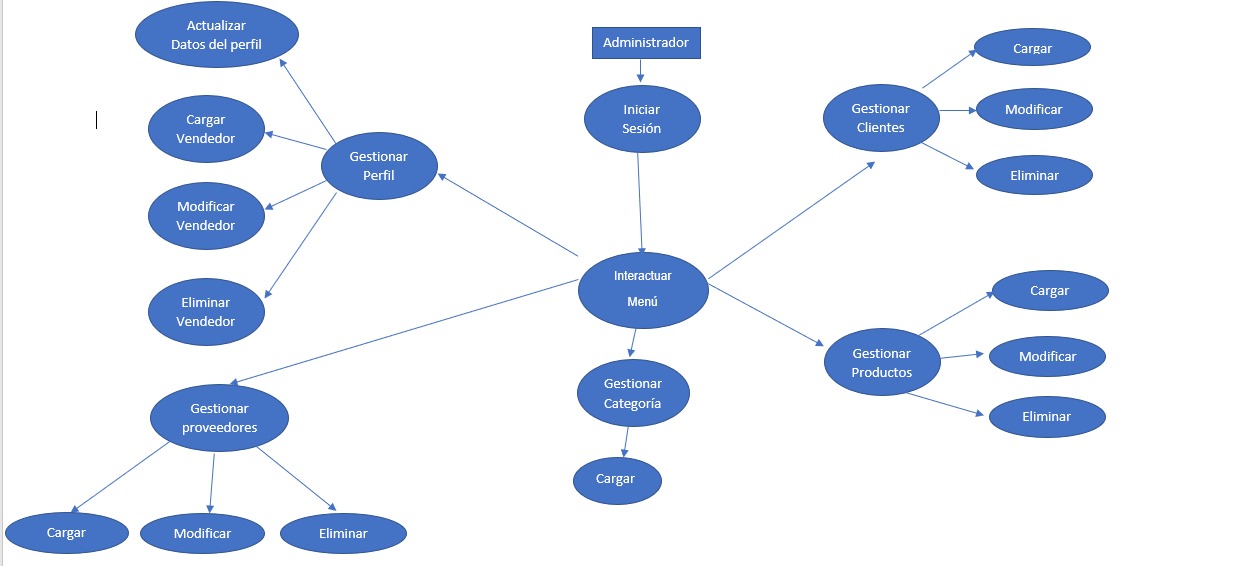 Actualizar
Datos del perfil
Administrador
Cargar
Iniciar
Sesión
Gestionar
Clientes
Modificar
Cargar
Vendedor
Gestionar
Perfil
Eliminar
Modificar
Vendedor
Interactuar
Menú
Cargar
Eliminar
Vendedor
Gestionar
Productos
Modificar
Gestionar
Categoría
Eliminar
Gestionar
proveedores
Cargar
Cargar
Modificar
Eliminar